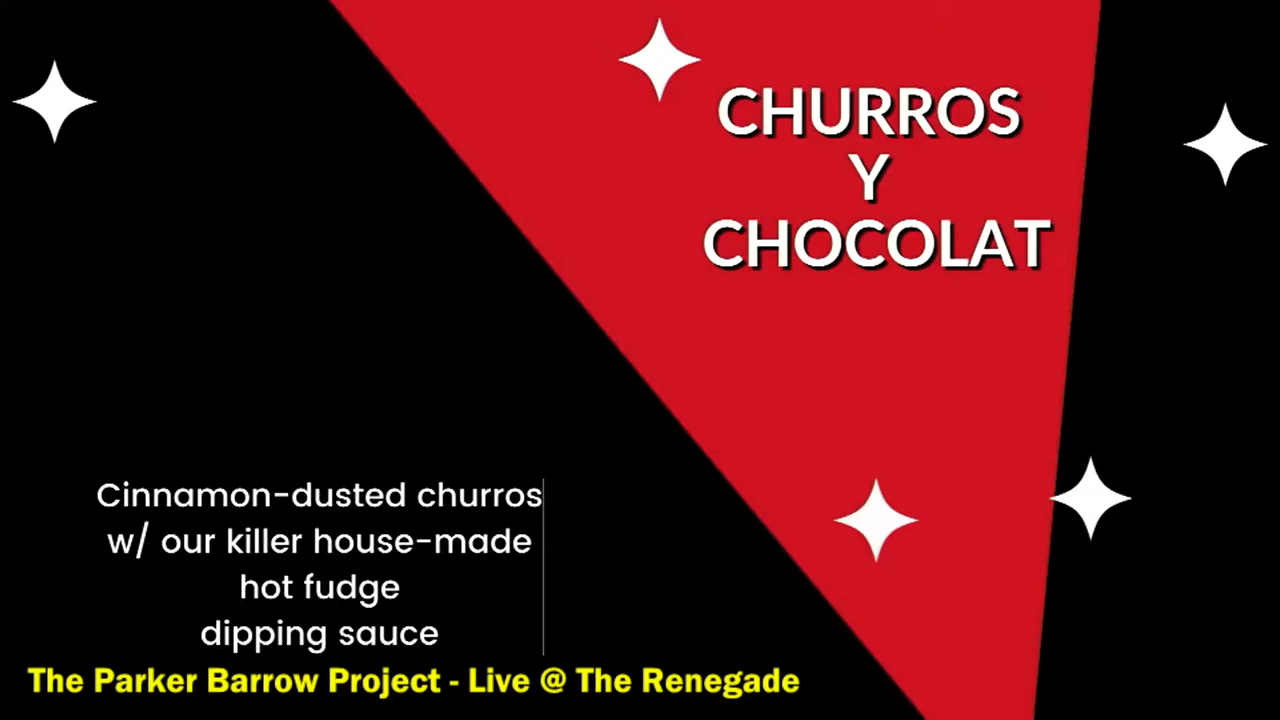 CHURROS
Y
CHOCOLAT
Cinnamon-dusted churros
w/ our killer house-made
hot fudge
dipping sauce
The Parker Barrow Project - Live @ The Renegade